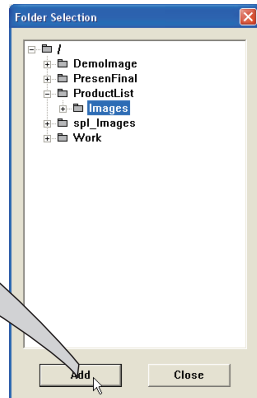 Folder Selection
/
DemoImage
PresenFinal
ProductList
Images
spl_Images
Work
Add
Close